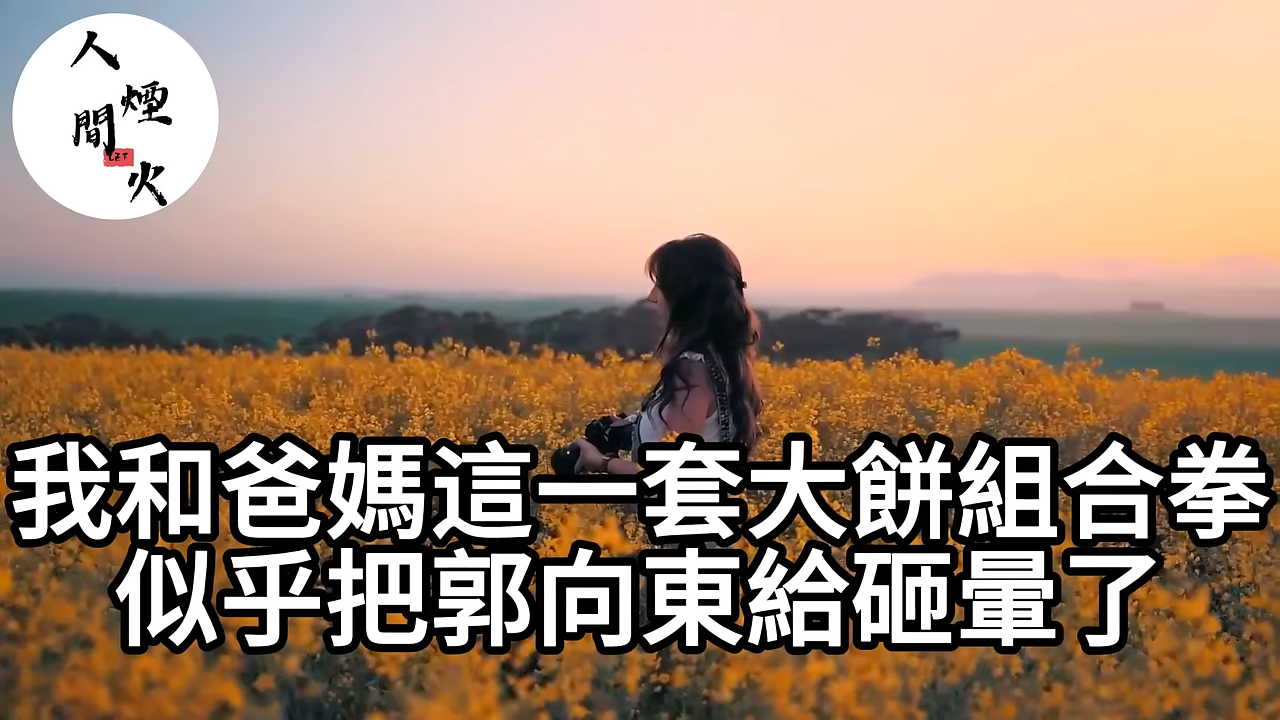 人間煙火
LZT
我和爸媽這一套大餅組合拳
似乎把郭向東給砸暈了